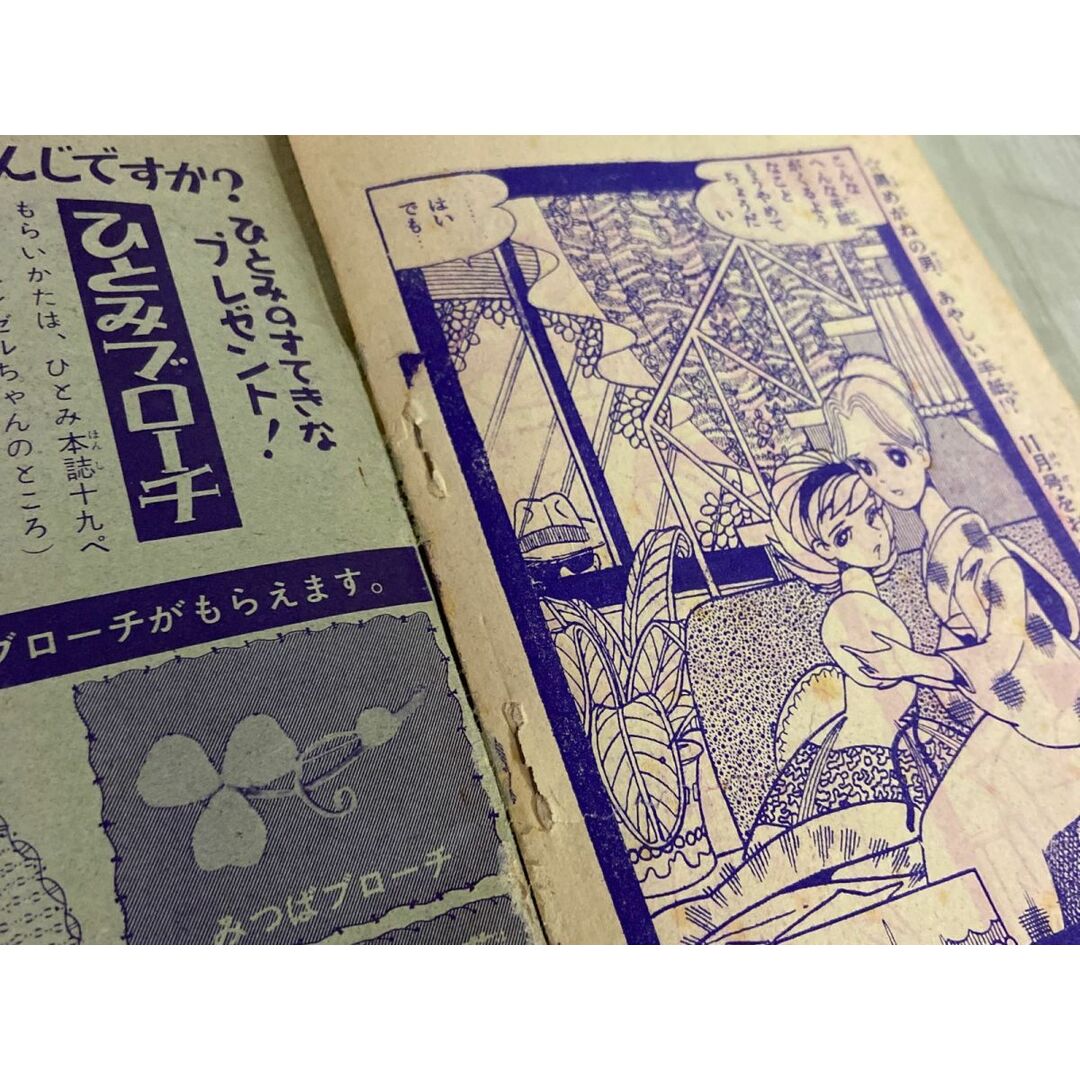 ☆黒めがねの男、あやしい手紙☆ 11月号を
こんな
へんな手紙
がくるよう
なこと
もうやめて
ちょうだ
い
………
はい
でも…
んじですか?
ひとみのすてきな
プレゼント!
ひとみブローチ
もらいかたは、ひとみ本誌十九ペ
ゼルちゃんのところ)
ブローチがもらえます。
みつばブローチ